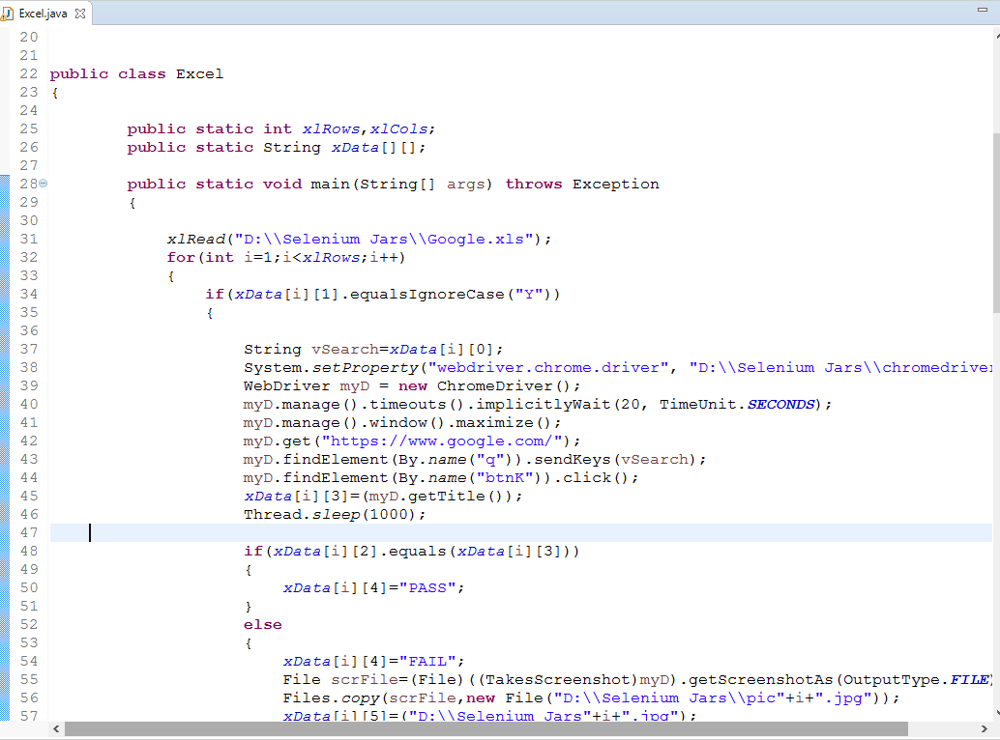 Excel.java
20
21
22 public class Excel
23 {
24
25 public static int xlRows,xlCols;
26 public static String xData[][];
27
28 public static void main(String[] args) throws Exception
29 {
30
31 xlRead("D:\\Selenium Jars\\Google.xls");
32 for(int i=1;i<xlRows;i++)
33 {
34 if(xData[i][1].equalsIgnoreCase("Y"))
35 {
36
37 String vSearch=xData[i][0];
38 System.setProperty("webdriver.chrome.driver", "D:\\Selenium Jars\\chromedriver
39 WebDriver myD = new ChromeDriver();
40 myD.manage().timeouts().implicitlyWait(20, TimeUnit.SECONDS);
41 myD.manage().window().maximize();
42 myD.get("https://www.google.com/");
43 myD.findElement(By.name("q")).sendKeys(vSearch);
44 myD.findElement(By.name("btnK")).click();
45 xData[i][3]=(myD.getTitle());
46 Thread.sleep(1000);
47
48 if(xData[i][2].equals(xData[i][3]))
49 {
50 xData[i][4]="PASS";
51 }
52 else
53 {
54 xData[i][4]="FAIL";
55 File scrFile=(File)((TakesScreenshot)myD).getScreenshotAs(OutputType.FILE)
56 Files.copy(scrFile,new File("D:\\Selenium Jars\\pic"+i+".jpg"));
57 xData[i][5]=("D:\\Selenium Jars"+i+".jpg");